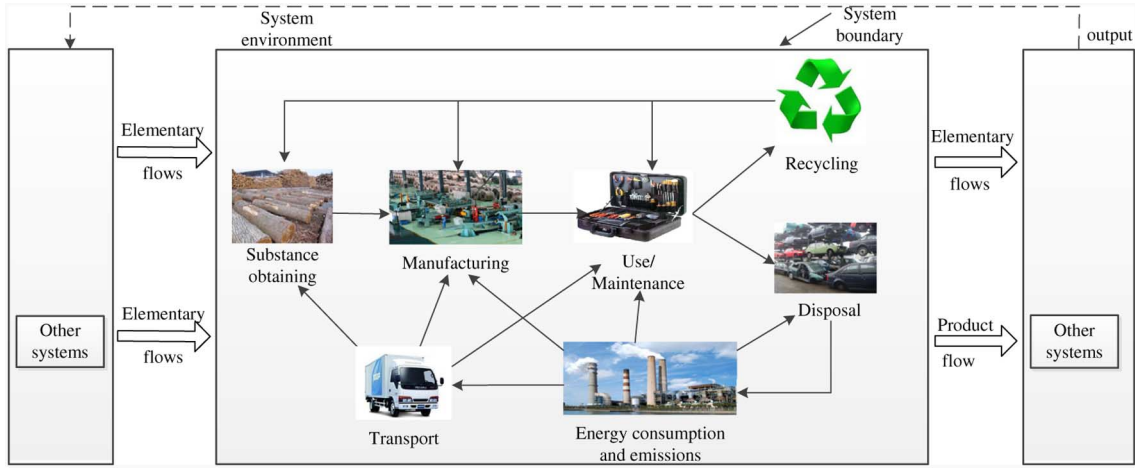 System
environment
System
boundary
output
Elementary
flows
Elementary
flows
Recycling
Substance
obtaining
Manufacturing
Use/
Maintenance
Disposal
Other
systems
Elementary
flows
Product
flow
Other
systems
Transport
Energy consumption
and emissions